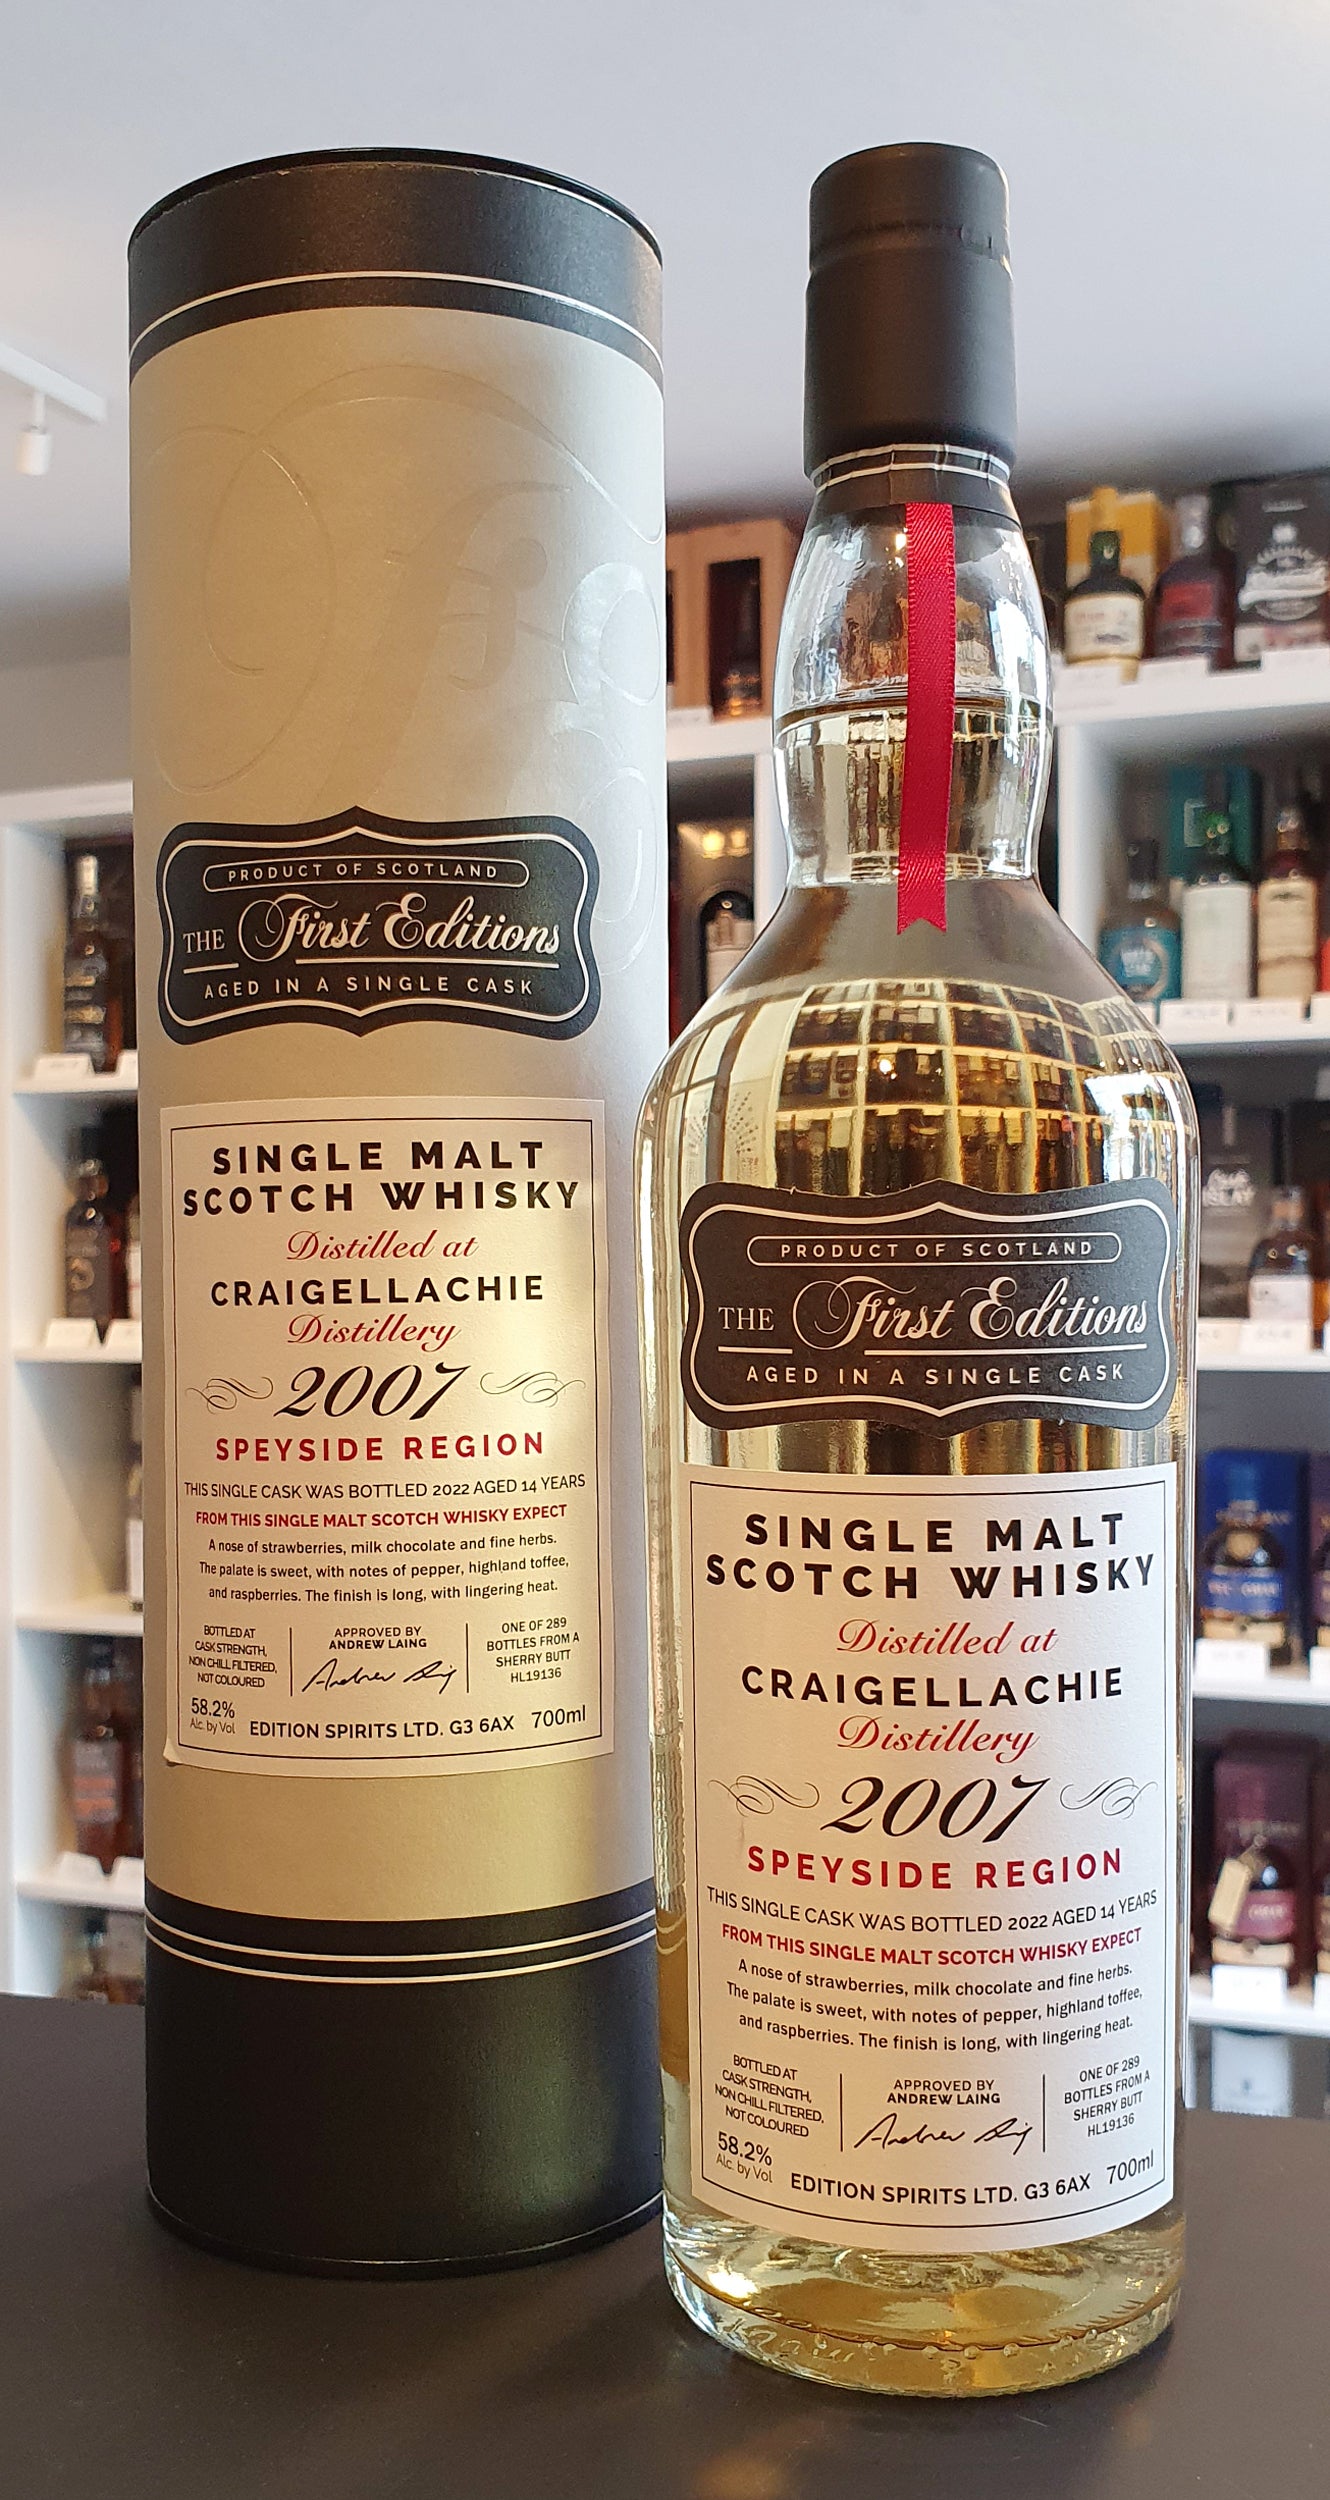 PRODUCT OF SCOTLAND
THE First Editions
AGED IN A SINGLE CASK
SINGLE MALT
SCOTCH WHISKY
Distilled at
CRAIGELLACHIE
Distillery
2007
SPEYSIDE REGION
THIS SINGLE CASK WAS BOTTLED 2022 AGED 14 YEARS
FROM THIS SINGLE MALT SCOTCH WHISKY EXPECT
A nose of strawberries, milk chocolate and fine herbs.
The palate is sweet, with notes of pepper, highland toffee,
and raspberries. The finish is long, with lingering heat.
BOTTLED AT
CASK STRENGTH,
NON CHILL FILTERED,
NOT COLOURED
APPROVED BY
ANDREW LAING
ONE OF 289
BOTTLES FROM A
SHERRY BUTT
HL19136
58.2%
Alc. by Vol
EDITION SPIRITS LTD. G3 6AX
700ml
PRODUCT OF SCOTLAND
THE First Editions
AGED IN A SINGLE CASK
SINGLE MALT
SCOTCH WHISKY
Distilled at
CRAIGELLACHIE
Distillery
2007
SPEYSIDE REGION
THIS SINGLE CASK WAS BOTTLED 2022 AGED 14 YEARS
FROM THIS SINGLE MALT SCOTCH WHISKY EXPECT
A nose of strawberries, milk chocolate and fine herbs.
The palate is sweet, with notes of pepper, highland toffee,
and raspberries. The finish is long, with lingering heat.
BOTTLED AT
CASK STRENGTH,
NON CHILL FILTERED,
NOT COLOURED
APPROVED BY
ANDREW LAING
ONE OF 289
BOTTLES FROM A
SHERRY BUTT
HL19136
58.2%
Alc. by Vol
EDITION SPIRITS LTD. G3 6AX
700ml